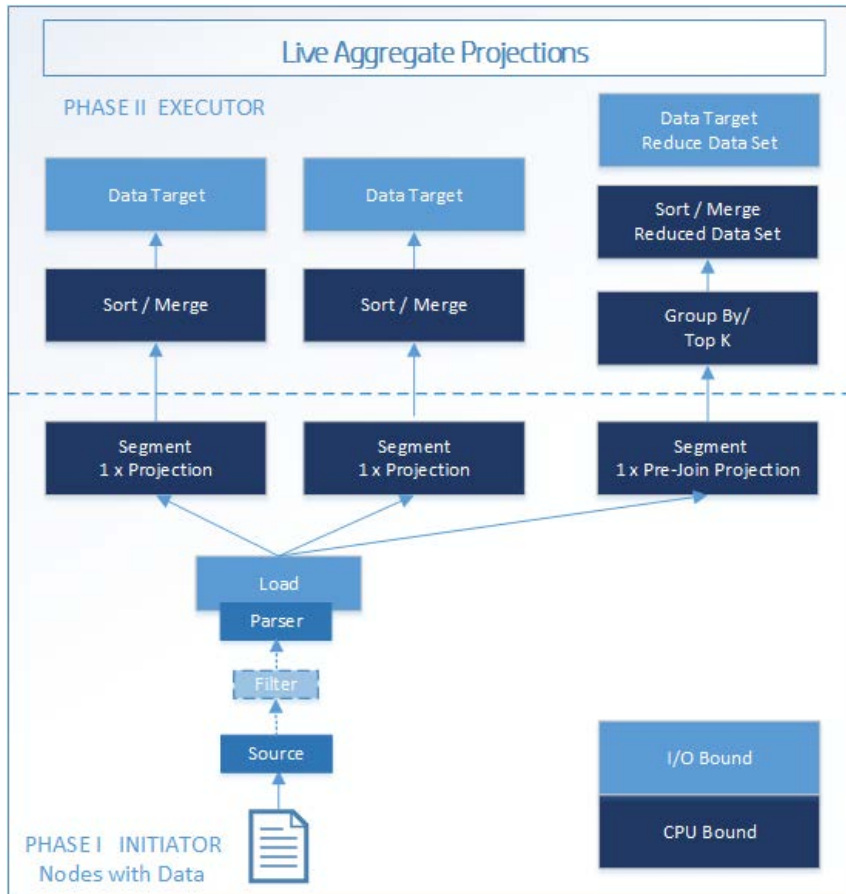 Live Aggregate Projections
PHASE II EXECUTOR
Data Target
Reduce Data Set
Data Target
Data Target
Sort / Merge
Reduced Data Set
Sort / Merge
Sort / Merge
Group By/
Top K
Segment
1 x Projection
Segment
1 x Projection
Segment
1 x Pre-Join Projection
Load
Parser
Filter
Source
I/O Bound
CPU Bound
PHASE I INITIATOR
Nodes with Data